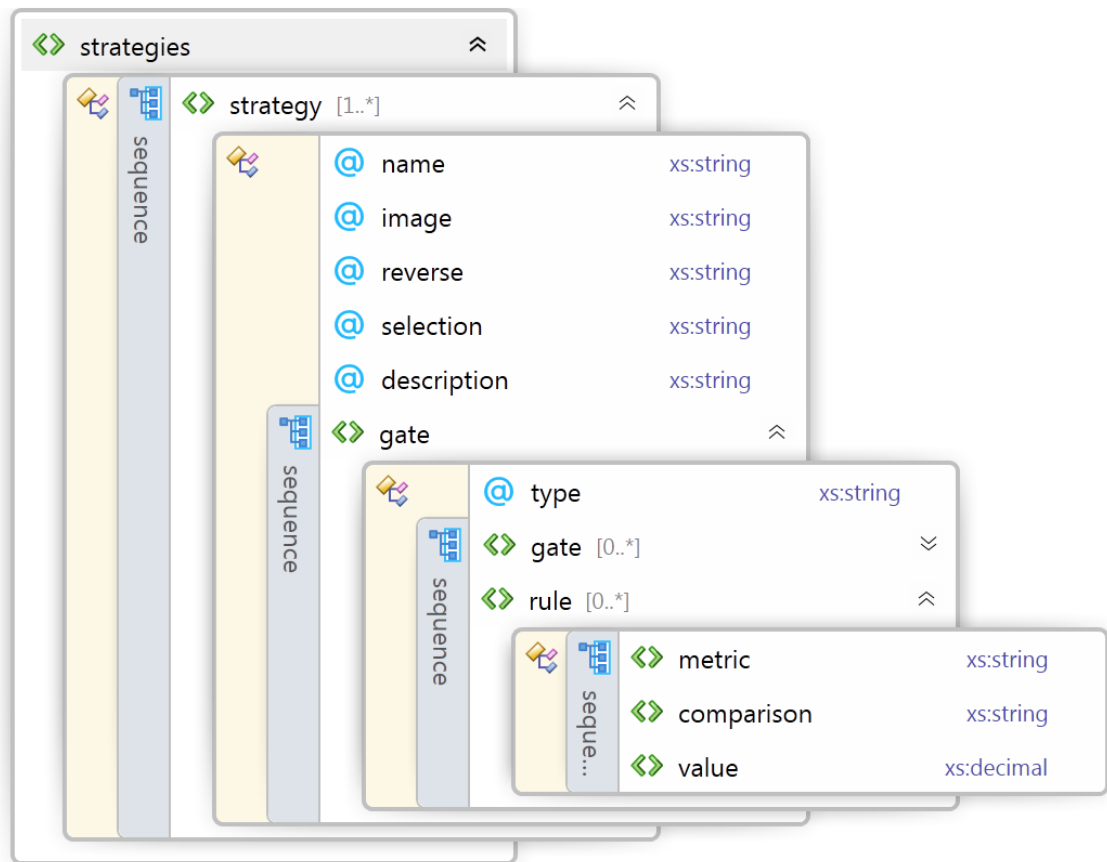 strategies
sequence
strategy [1..*]
name xs:string
image xs:string
reverse xs:string
selection xs:string
description xs:string
sequence
gate
type xs:string
sequence
gate [0..*]
rule [0..*]
seque...
metric xs:string
comparison xs:string
value xs:decimal